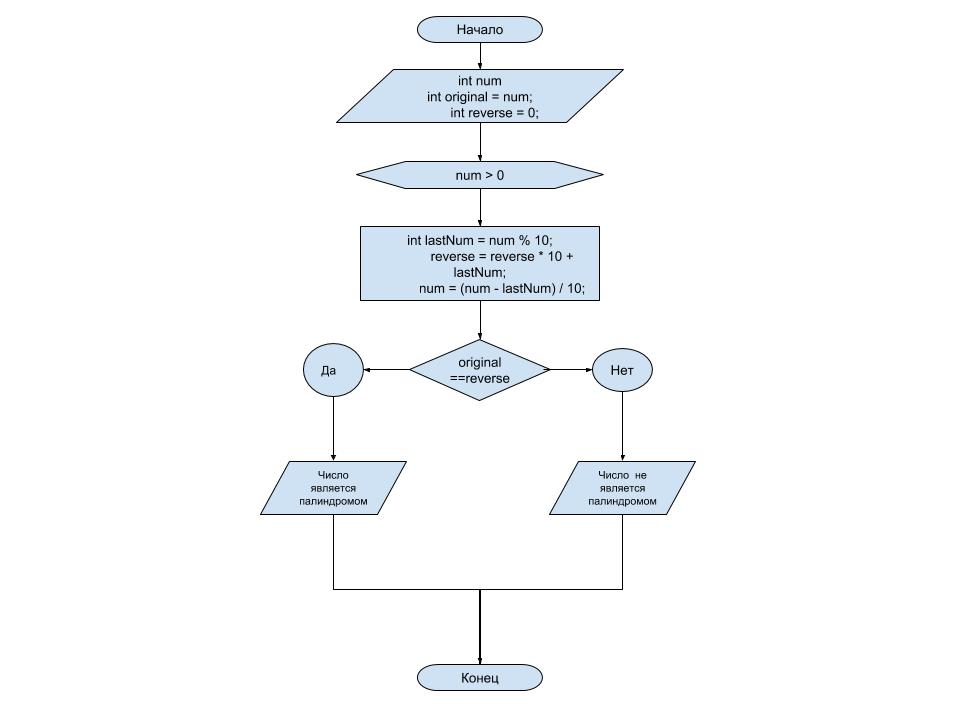 Начало
int num
int original = num;
int reverse = 0;
num > 0
int lastNum = num % 10;
reverse = reverse * 10 +
lastNum;
num = (num - lastNum) / 10;
original
==reverse
Да
Нет
Число
является
палиндромом
Число не
является
палиндромом
Конец